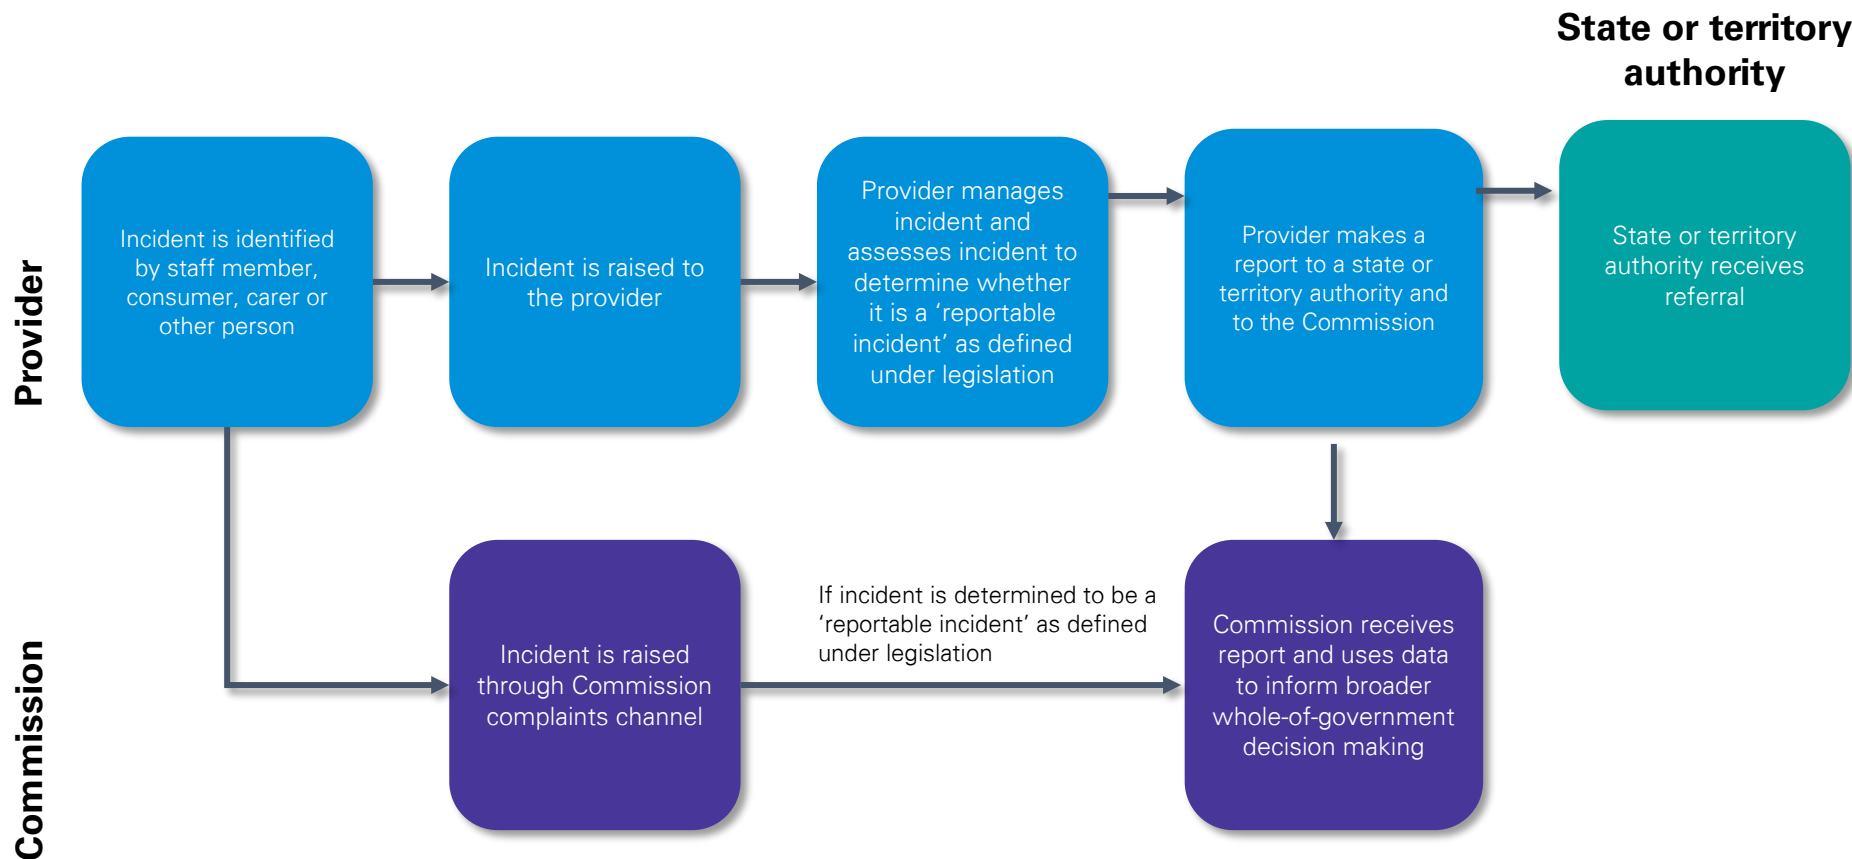 State or territory
authority
Provider
Incident is identified
by staff member,
consumer, carer or
other person
Incident is raised to
the provider
Provider manages
incident and
assesses incident to
determine whether
it is a ‘reportable
incident’ as defined
under legislation
Provider makes a
report to a state or
territory authority and
to the Commission
State or territory
authority receives
referral
Commission
Incident is raised
through Commission
complaints channel
If incident is determined to be a
‘reportable incident’ as defined
under legislation
Commission receives
report and uses data
to inform broader
whole-of-government
decision making